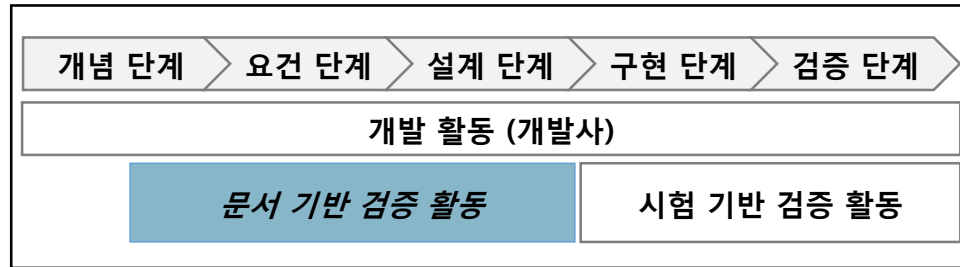 개념 단계 요건 단계 설계 단계 구현 단계 검증 단계
개발 활동 (개발사)
문서 기반 검증 활동 시험 기반 검증 활동